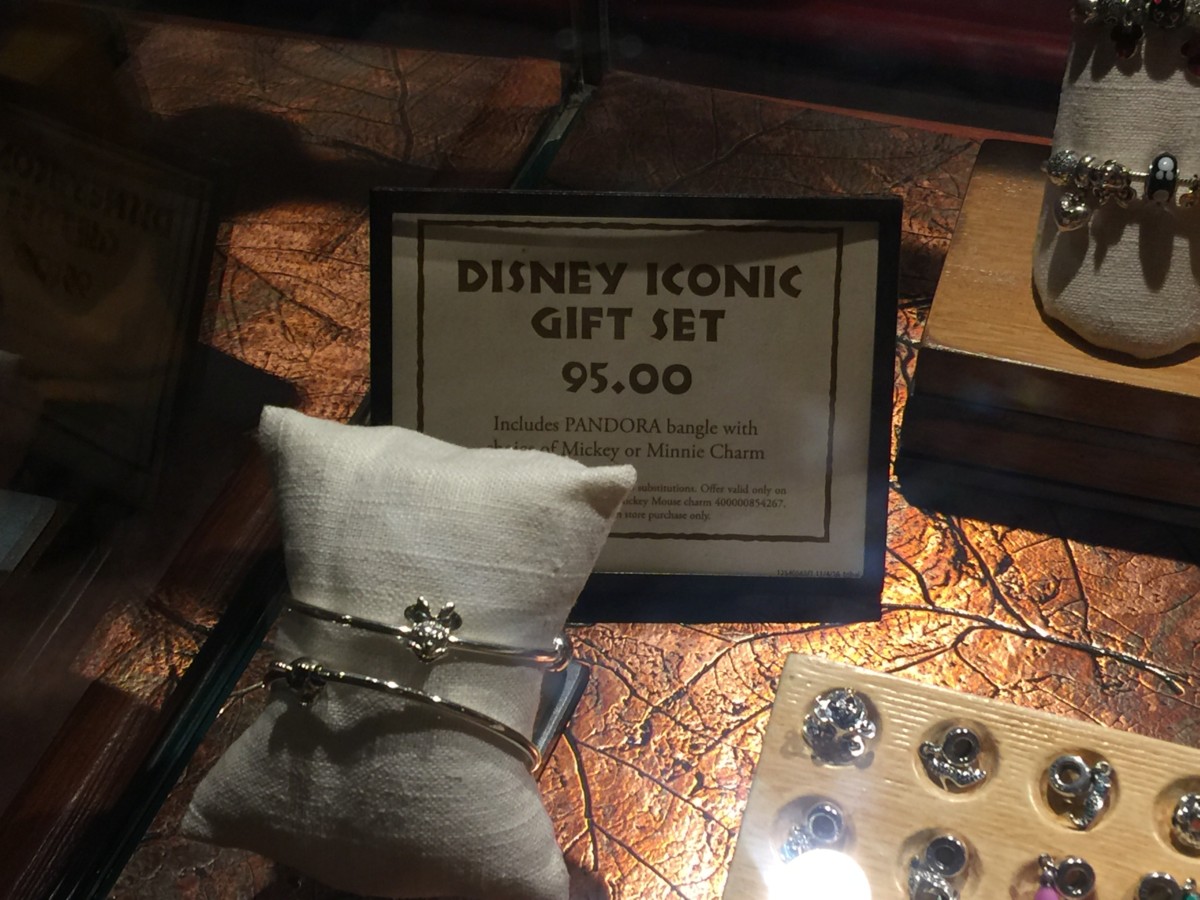 DISNEY ICONIC
GIFT SET
95.00
Includes PANDORA bangle with
of Mickey or Minnie Charm
substitutions. Offer valid only on
Mouse charm 400000854267.
store purchase only.